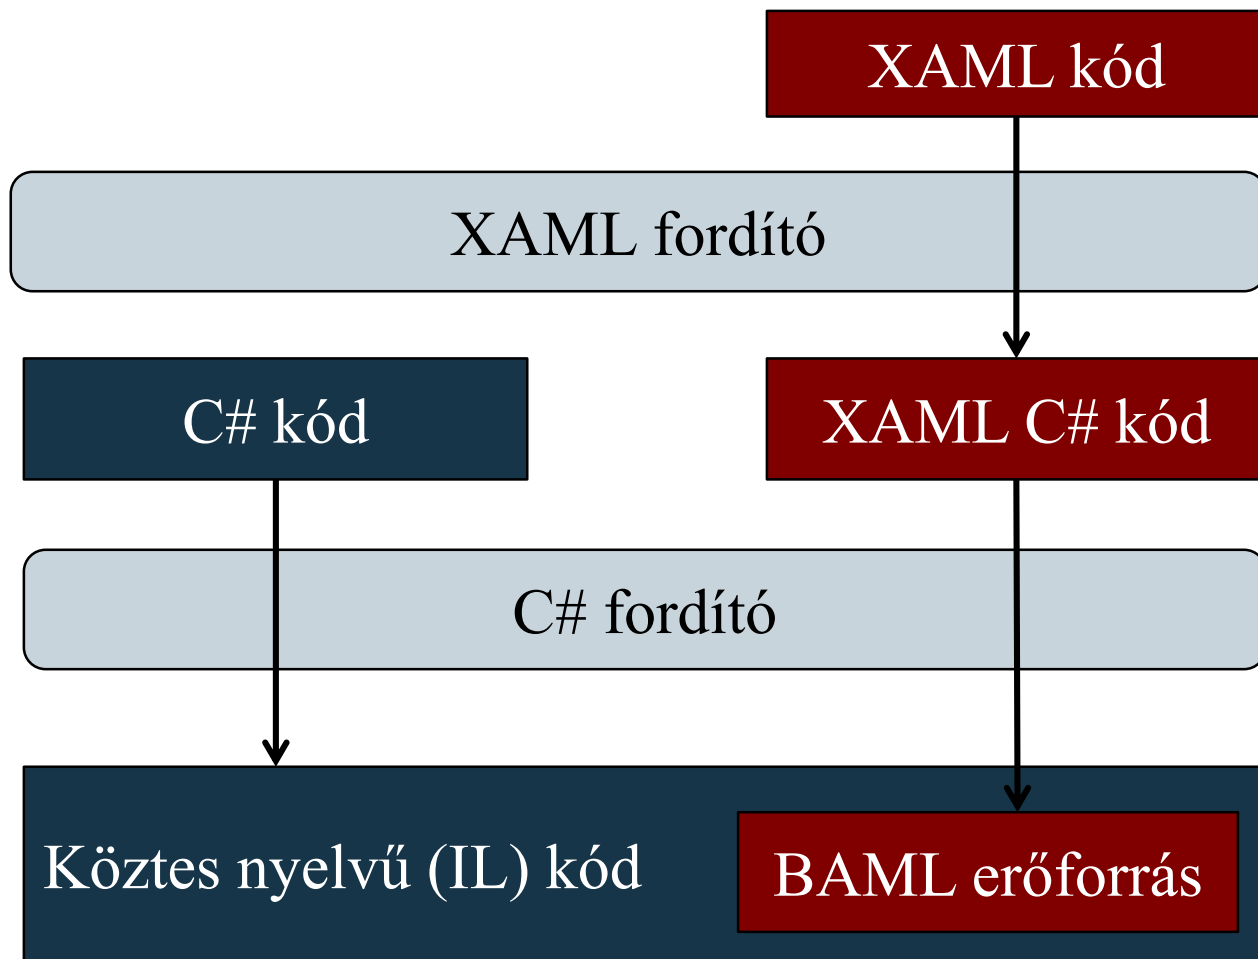 XAML kód
XAML fordító
C# kód
XAML C# kód
C# fordító
Köztes nyelvű (IL) kód
BAML erőforrás